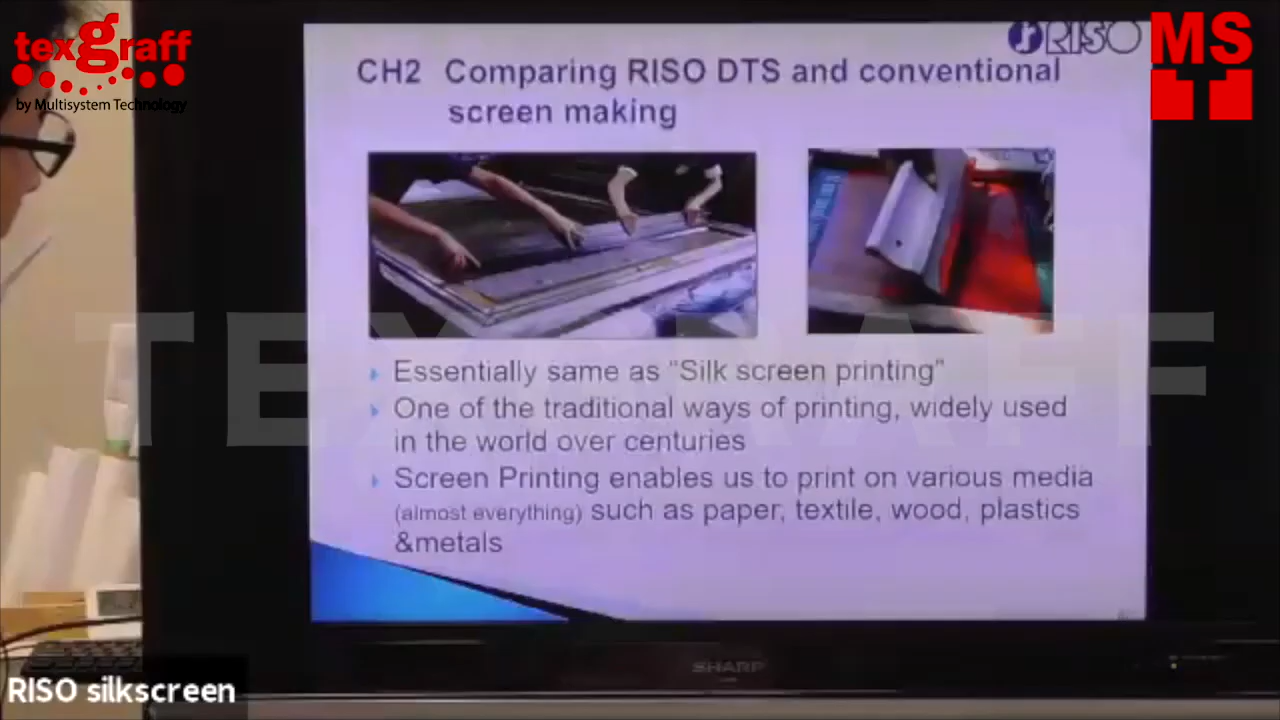 texgraff
by Multisystem Technology
RISO
MS
CH2 Comparing RISO DTS and conventional
screen making
Essentially same as "Silk screen printing"
One of the traditional ways of printing, widely used
in the world over centuries
Screen Printing enables us to print on various media
(almost everything) such as paper, textile, wood, plastics
&metals
TEXGRAFF
SHARP
RISO silkscreen